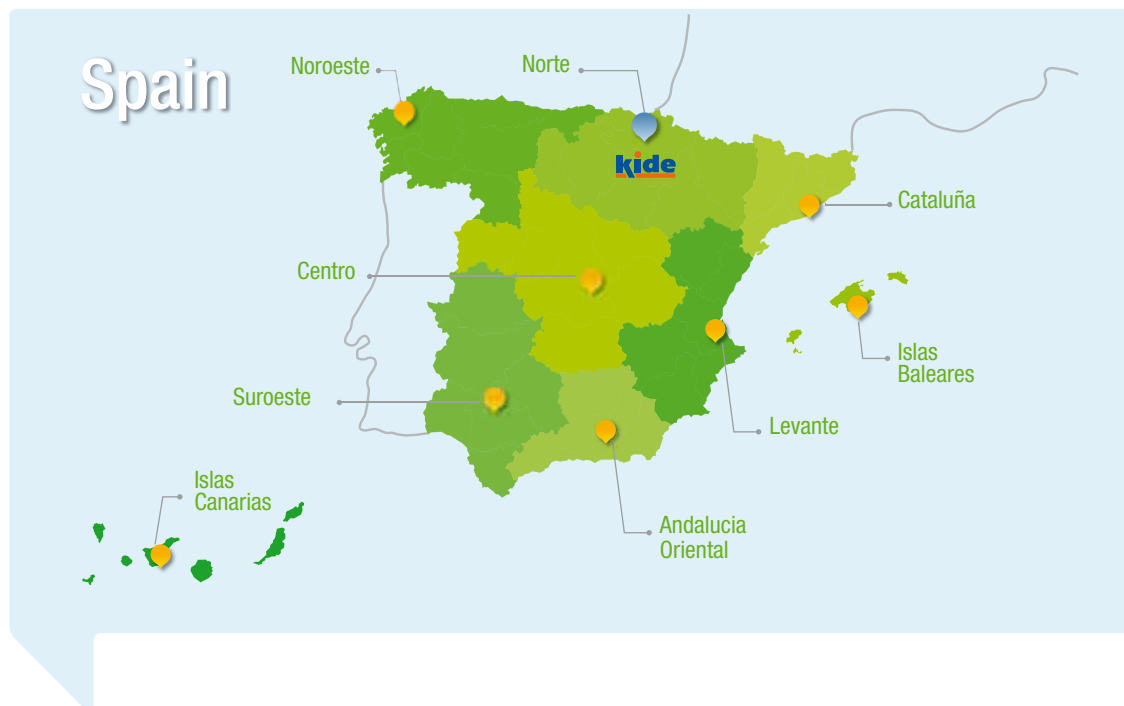 Spain
Noroeste
Norte
kide
Cataluña
Centro
Islas
Baleares
Suroeste
Levante
Islas
Canarias
Andalucia
Oriental